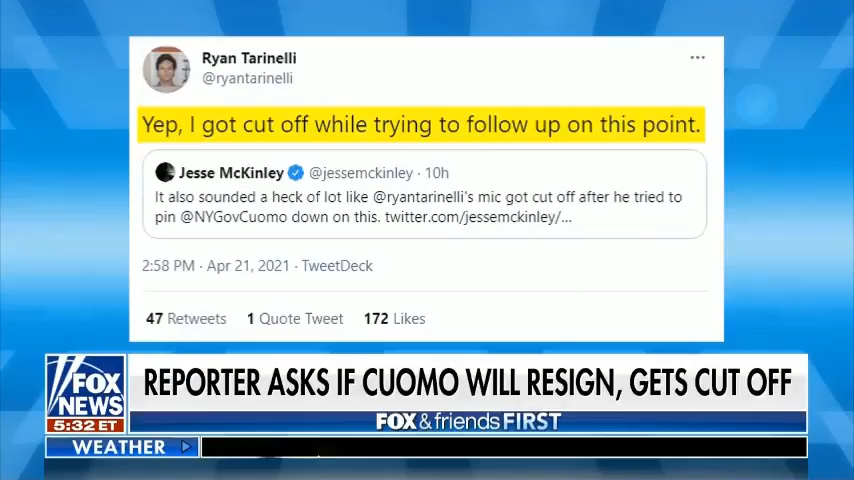 Ryan Tarinelli
@ryantarinelli
Yep, I got cut off while trying to follow up on this point.
Jesse McKinley @jessemckinley · 10h
It also sounded a heck of lot like @ryantarinelli's mic got cut off after he tried to
pin @NYGovCuomo down on this. twitter.com/jessemckinley/...
2:58 PM · Apr 21, 2021 · TweetDeck
47 Retweets 1 Quote Tweet 172 Likes
FOX
NEWS
5:32 ET
REPORTER ASKS IF CUOMO WILL RESIGN, GETS CUT OFF
FOX & friends FIRST
WEATHER